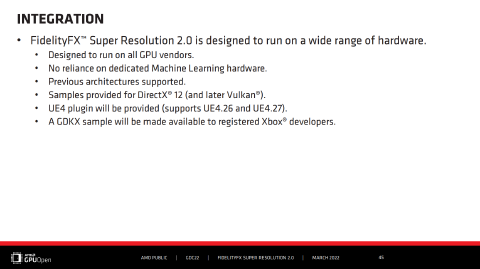 INTEGRATION
• FidelityFX™ Super Resolution 2.0 is designed to run on a wide range of hardware.
• Designed to run on all GPU vendors.
• No reliance on dedicated Machine Learning hardware.
• Previous architectures supported.
• Samples provided for DirectX® 12 (and later Vulkan®).
• UE4 plugin will be provided (supports UE4.26 and UE4.27).
• A GDKX sample will be made available to registered Xbox® developers.
AMD
GPUOpen
AMD PUBLIC | GDC22 | FIDELITYFX SUPER RESOLUTION 2.0 | MARCH 2022 45